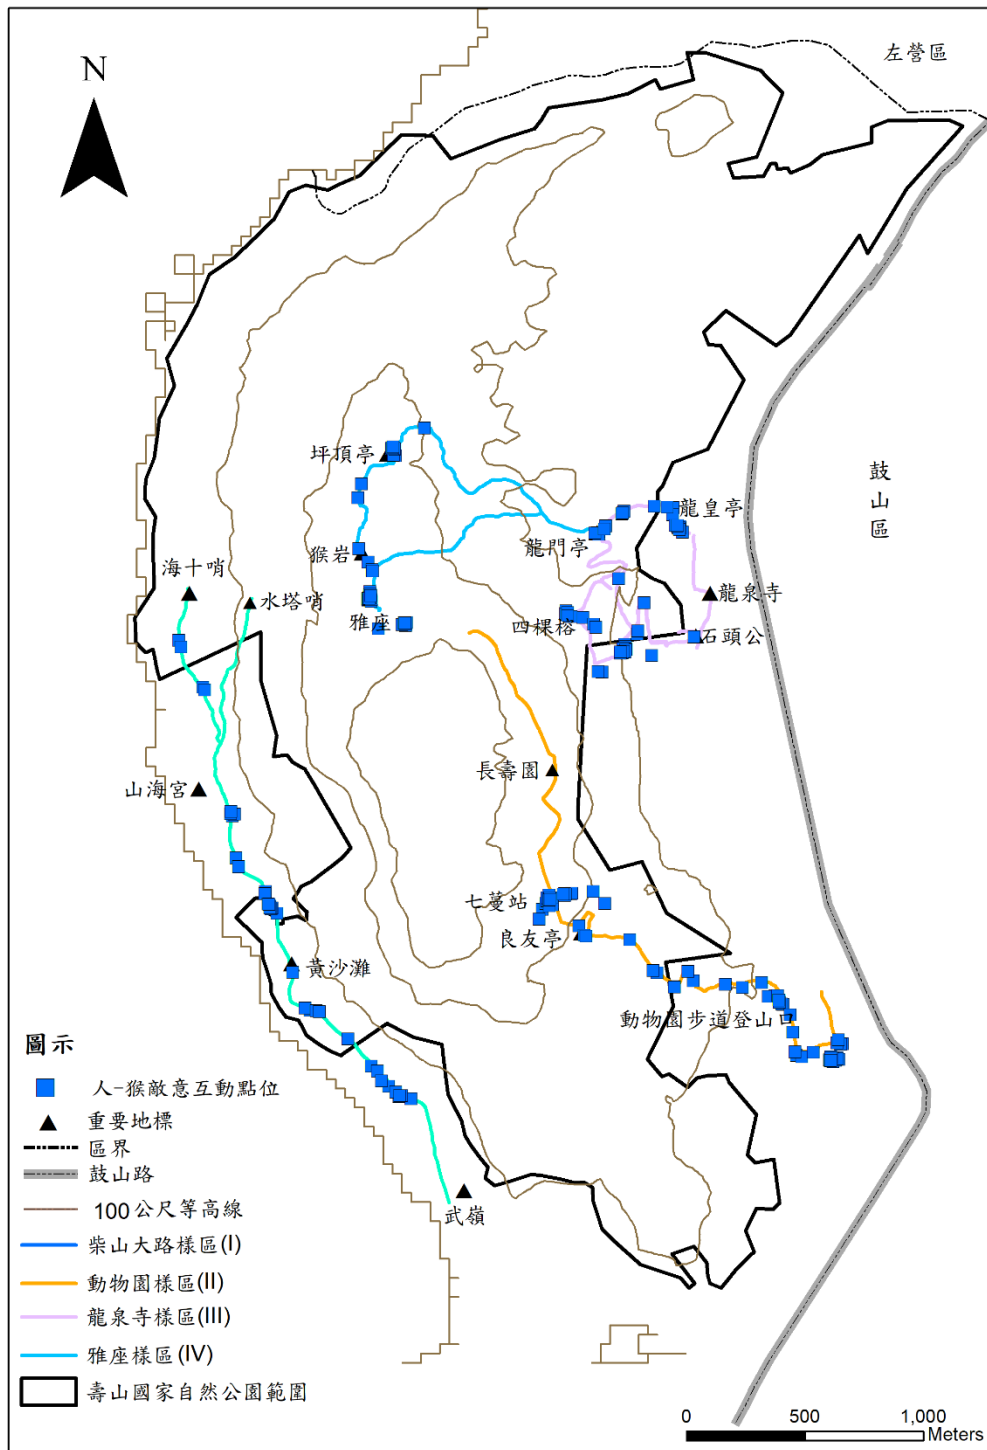 左營區
N
鼓山區
坪頂亭
龍皇亭
龍門亭
猴岩
海十哨
水塔哨
龍泉寺
雅座
四棵榕
石頭公
長壽園
山海宮
七蔓站
良友亭
黃沙灘
動物園步道登山口
武嶺
圖示
人-猴敵意互動點位
重要地標
區界
鼓山路
100公尺等高線
柴山大路樣區(I)
動物園樣區(II)
龍泉寺樣區(III)
雅座樣區(IV)
壽山國家自然公園範圍
0 500 1,000
Meters